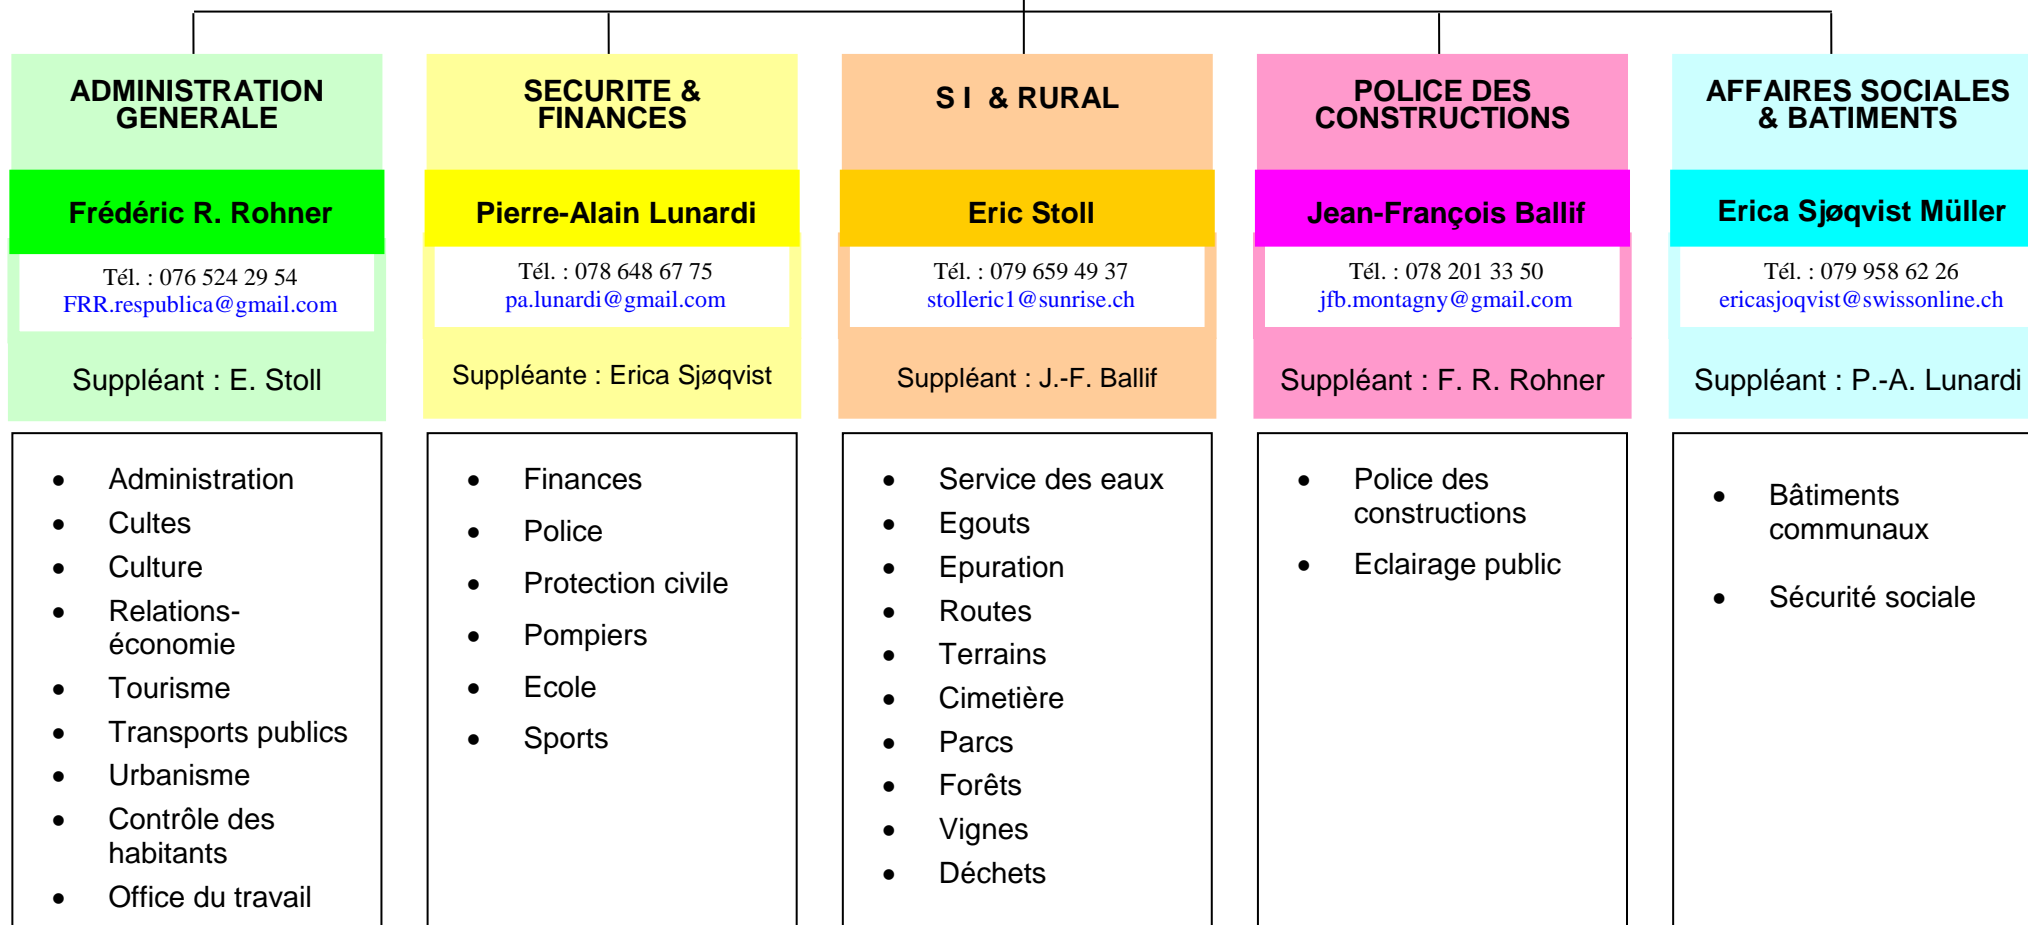 ADMINISTRATION
GENERALE
Frédéric R. Rohner
Tél. : 076 524 29 54
FRR.respublica@gmail.com
Suppléant : E. Stoll
• Administration
• Cultes
• Culture
• Relations-
économie
• Tourisme
• Transports publics
• Urbanisme
• Contrôle des
habitants
• Office du travail
SECURITE &
FINANCES
Pierre-Alain Lunardi
Tél. : 078 648 67 75
pa.lunardi@gmail.com
Suppléante : Erica Sjøqvist
• Finances
• Police
• Protection civile
• Pompiers
• Ecole
• Sports
S I & RURAL
Eric Stoll
Tél. : 079 659 49 37
stolleric1@sunrise.ch
Suppléant : J.-F. Ballif
• Service des eaux
• Egouts
• Epuration
• Routes
• Terrains
• Cimetière
• Parcs
• Forêts
• Vignes
• Déchets
POLICE DES
CONSTRUCTIONS
Jean-François Ballif
Tél. : 078 201 33 50
jfb.montagny@gmail.com
Suppléant : F. R. Rohner
• Police des
constructions
• Eclairage public
AFFAIRES SOCIALES
& BATIMENTS
Erica Sjøqvist Müller
Tél. : 079 958 62 26
ericasjoqvist@swissonline.ch
Suppléant : P.-A. Lunardi
• Bâtiments
communaux
• Sécurité sociale